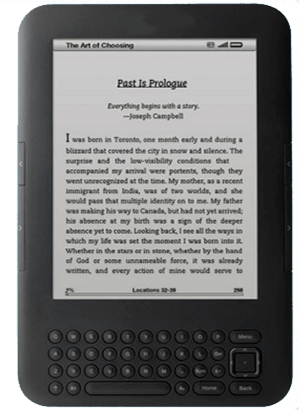 The Art of Choosing
Past Is Prologue
Everything begins with a story.
—Joseph Campbell
I was born in Toronto, one month early and during a
blizzard that covered the city in snow and silence. The
surprise and the low-visibility conditions that
accompanied my arrival were portents, though they
went unrecognized at the time. My mother, as a recent
immigrant from India, was of two worlds, and she
would pass that multiple identity on to me. My father
was making his way to Canada, but had not yet arrived;
his absence at my birth was a sign of the deeper
absence yet to come. Looking back, I see all the ways in
which my life was set the moment I was born into it.
Whether in the stars or in stone, whether by the hand
of God or some unnameable force, it was already
written, and every action of mine would serve to
Locations 32-39
Menu
Home
Back